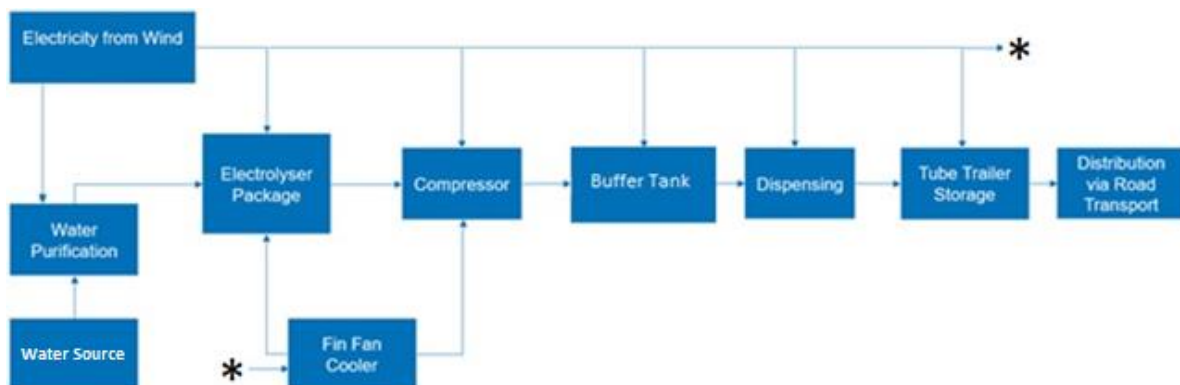 Electricity from Wind
*
Electrolyser
Package
Compressor
Buffer Tank
Dispensing
Tube Trailer
Storage
Distribution
via Road
Transport
Water
Purification
Water Source
*
Fin Fan
Cooler